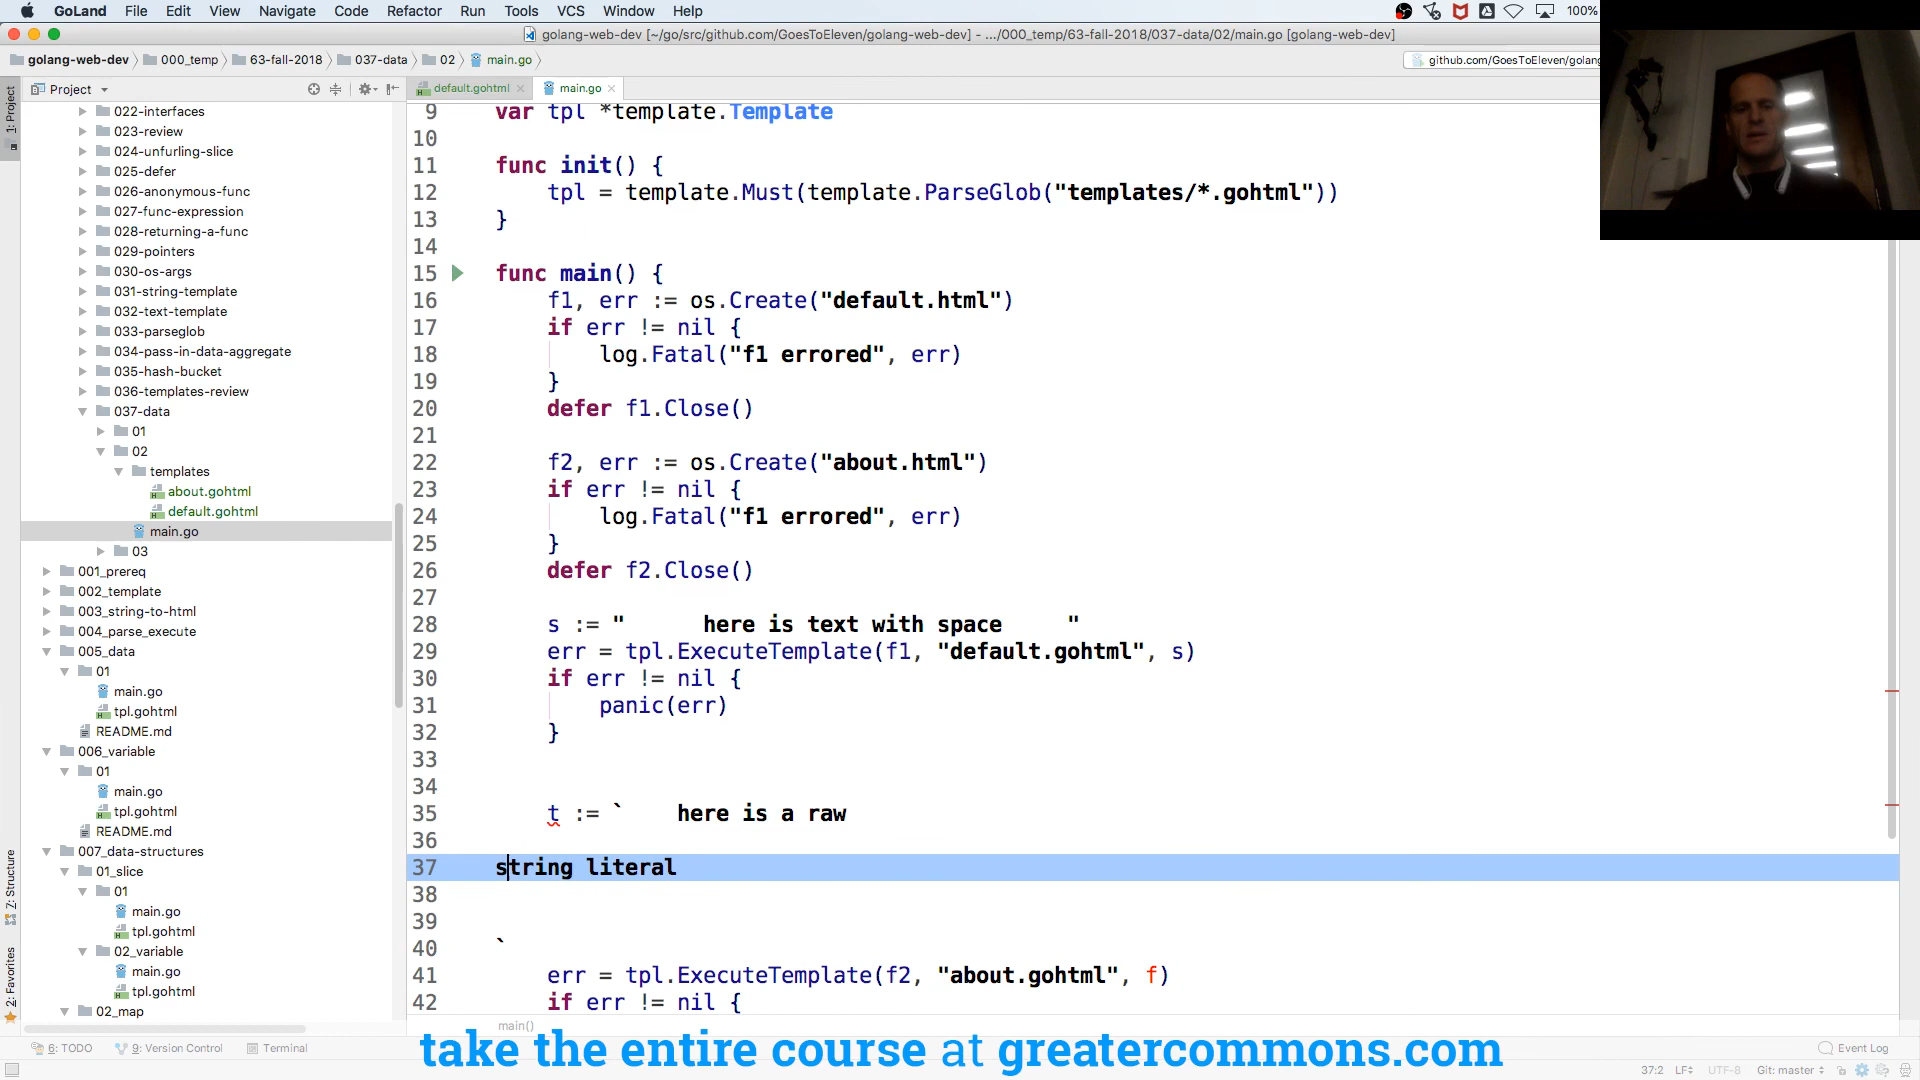 GoLand File Edit View Navigate Code Refactor Run Tools VCS Window Help 100%
golang-web-dev [~/go/src/github.com/GoesToEleven/golang-web-dev] - .../000_temp/63-fall-2018/037-data/02/main.go [golang-web-dev]
golang-web-dev 000_temp 63-fall-2018 037-data 02 main.go github.com/GoesToEleven/golang
Project default.gohtml main.go
1: Project
7: Structure
2: Favorites
022-interfaces
023-review
024-unfurling-slice
025-defer
026-anonymous-func
027-func-expression
028-returning-a-func
029-pointers
030-os-args
031-string-template
032-text-template
033-parseglob
034-pass-in-data-aggregate
035-hash-bucket
036-templates-review
037-data
01
02
templates
about.gohtml
default.gohtml
main.go
03
001_prereq
002_template
003_string-to-html
004_parse_execute
005_data
01
main.go
tpl.gohtml
README.md
006_variable
01
main.go
tpl.gohtml
README.md
007_data-structures
01_slice
01
main.go
tpl.gohtml
02_variable
main.go
tpl.gohtml
02_map
9 var tpl *template.Template
10
11 func init() {
12 tpl = template.Must(template.ParseGlob("templates/*.gohtml"))
13 }
14
15 func main() {
16 f1, err := os.Create("default.html")
17 if err != nil {
18 log.Fatal("f1 errored", err)
19 }
20 defer f1.Close()
21
22 f2, err := os.Create("about.html")
23 if err != nil {
24 log.Fatal("f1 errored", err)
25 }
26 defer f2.Close()
27
28 s := "      here is text with space     "
29 err = tpl.ExecuteTemplate(f1, "default.gohtml", s)
30 if err != nil {
31 panic(err)
32 }
33
34
35 t := `    here is a raw
36
37 string literal
38
39
40 `
41 err = tpl.ExecuteTemplate(f2, "about.gohtml", f)
42 if err != nil {
main()
6: TODO 9: Version Control Terminal Event Log
take the entire course at greatercommons.com
37:2 LF UTF-8 Git: master